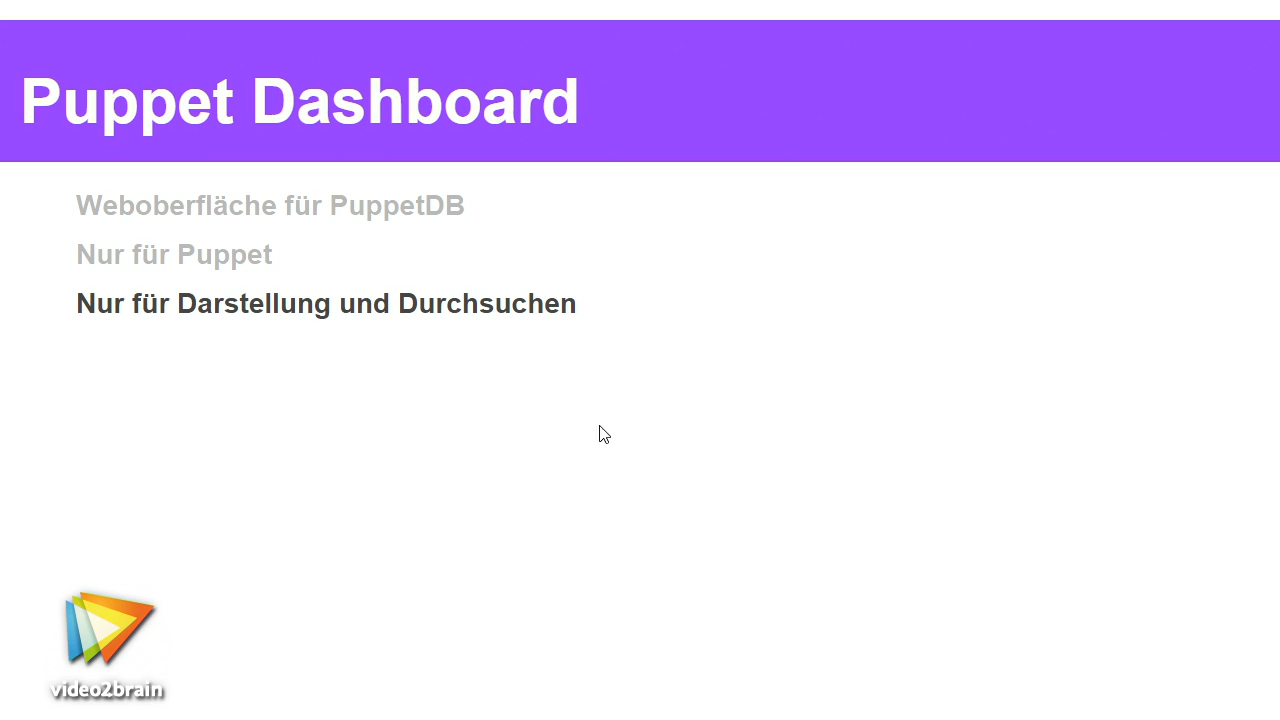 Puppet Dashboard
Weboberfläche für PuppetDB
Nur für Puppet
Nur für Darstellung und Durchsuchen
video2brain